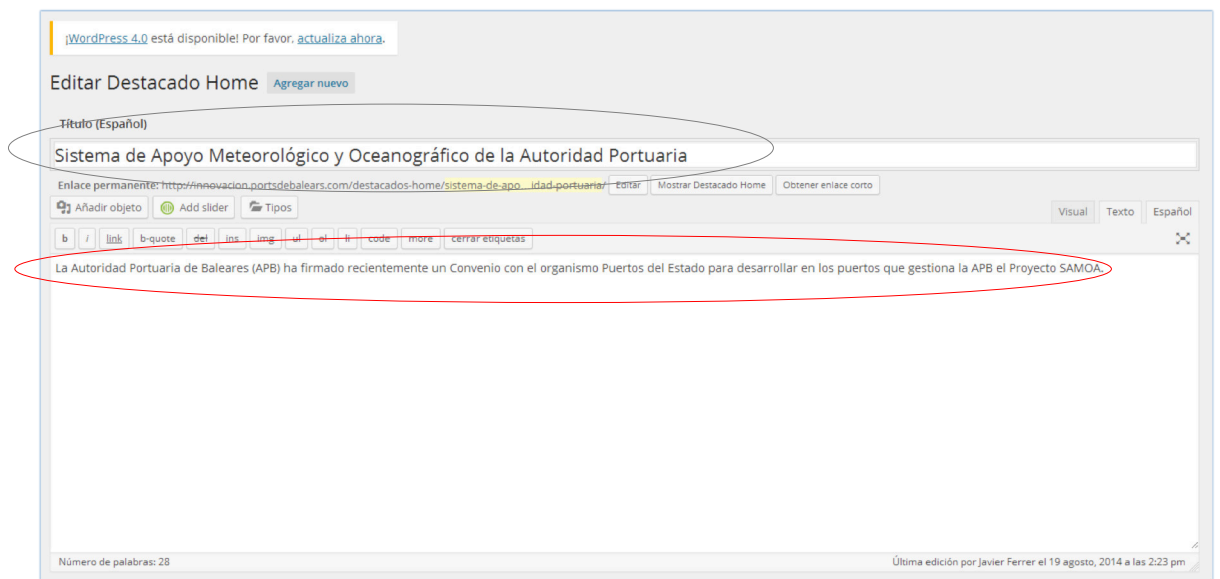 ¡WordPress 4.0 está disponible! Por favor, actualiza ahora.
Editar Destacado Home Agregar nuevo
Título (Español)
Sistema de Apoyo Meteorológico y Oceanográfico de la Autoridad Portuaria
Enlace permanente: http://innovacion.portsdebalears.com/destacados-home/sistema-de-apo…idad-portuaria/ Editar Mostrar Destacado Home Obtener enlace corto
Añadir objeto Add slider Tipos Visual Texto Español
b i link b-quote del ins img ul ol li code more cerrar etiquetas
La Autoridad Portuaria de Baleares (APB) ha firmado recientemente un Convenio con el organismo Puertos del Estado para desarrollar en los puertos que gestiona la APB el Proyecto SAMOA.
Número de palabras: 28 Última edición por Javier Ferrer el 19 agosto, 2014 a las 2:23 pm